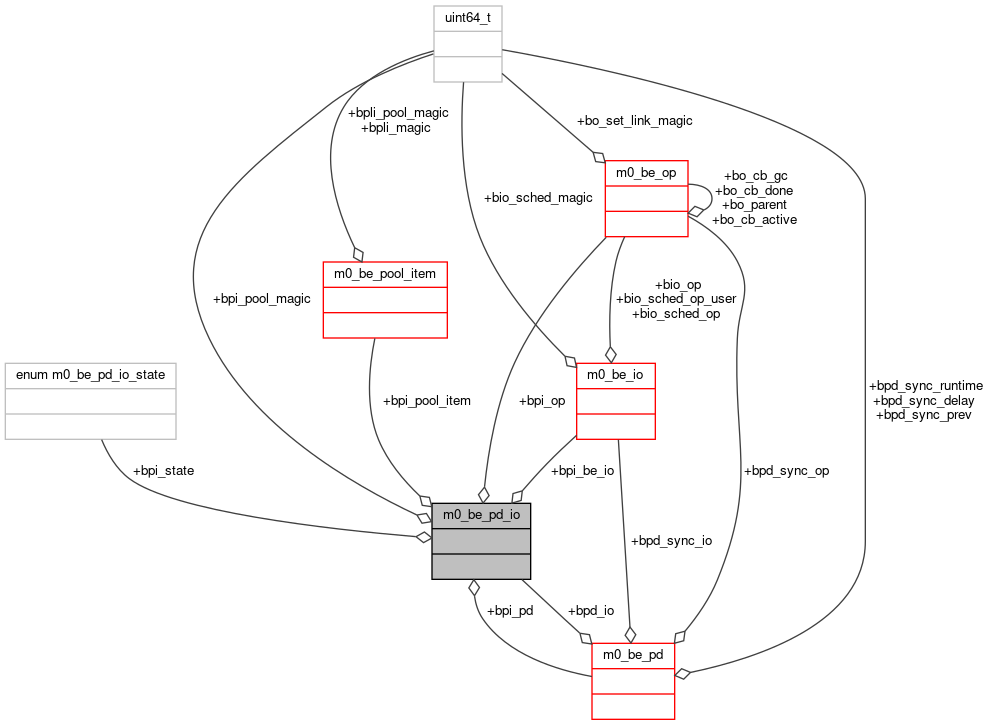 uint64_t
+bpli_pool_magic
+bpli_magic
+bo_set_link_magic
m0_be_op
+bo_cb_gc
+bo_cb_done
+bo_parent
+bo_cb_active
+bio_sched_magic
m0_be_pool_item
+bpi_pool_magic
+bio_op
+bio_sched_op_user
+bio_sched_op
enum m0_be_pd_io_state
m0_be_io
+bpd_sync_runtime
+bpd_sync_delay
+bpd_sync_prev
+bpi_pool_item
+bpi_op
+bpi_state
+bpi_be_io
+bpd_sync_op
m0_be_pd_io
+bpd_sync_io
+bpi_pd
+bpd_io
m0_be_pd